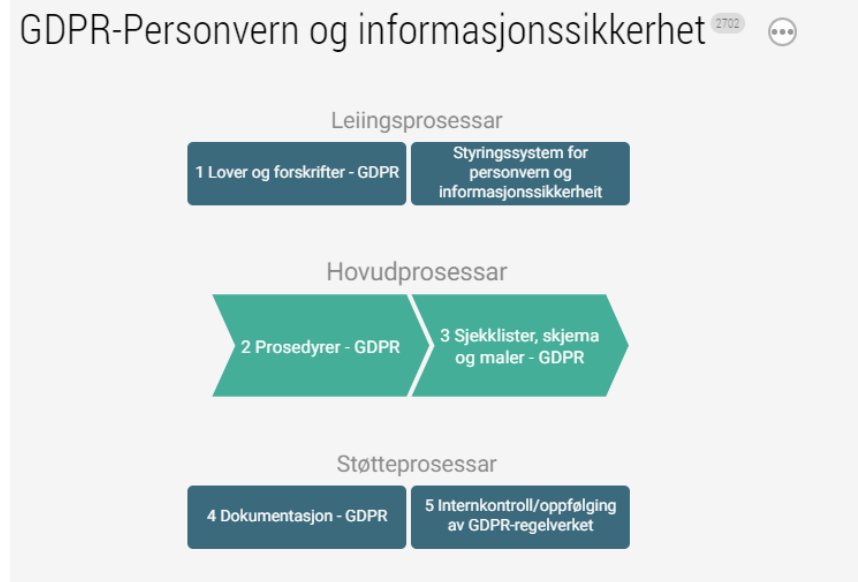 GDPR-Personvern og informasjonssikkerhet 2702
Leiingsprosessar
1 Lover og forskrifter - GDPR
Styringssystem for
personvern og
informasjonssikkerheit
Hovudprosessar
2 Prosedyrer - GDPR
3 Sjekklister, skjema
og maler - GDPR
Støtteprosessar
4 Dokumentasjon - GDPR
5 Internkontroll/oppfølging
av GDPR-regelverket